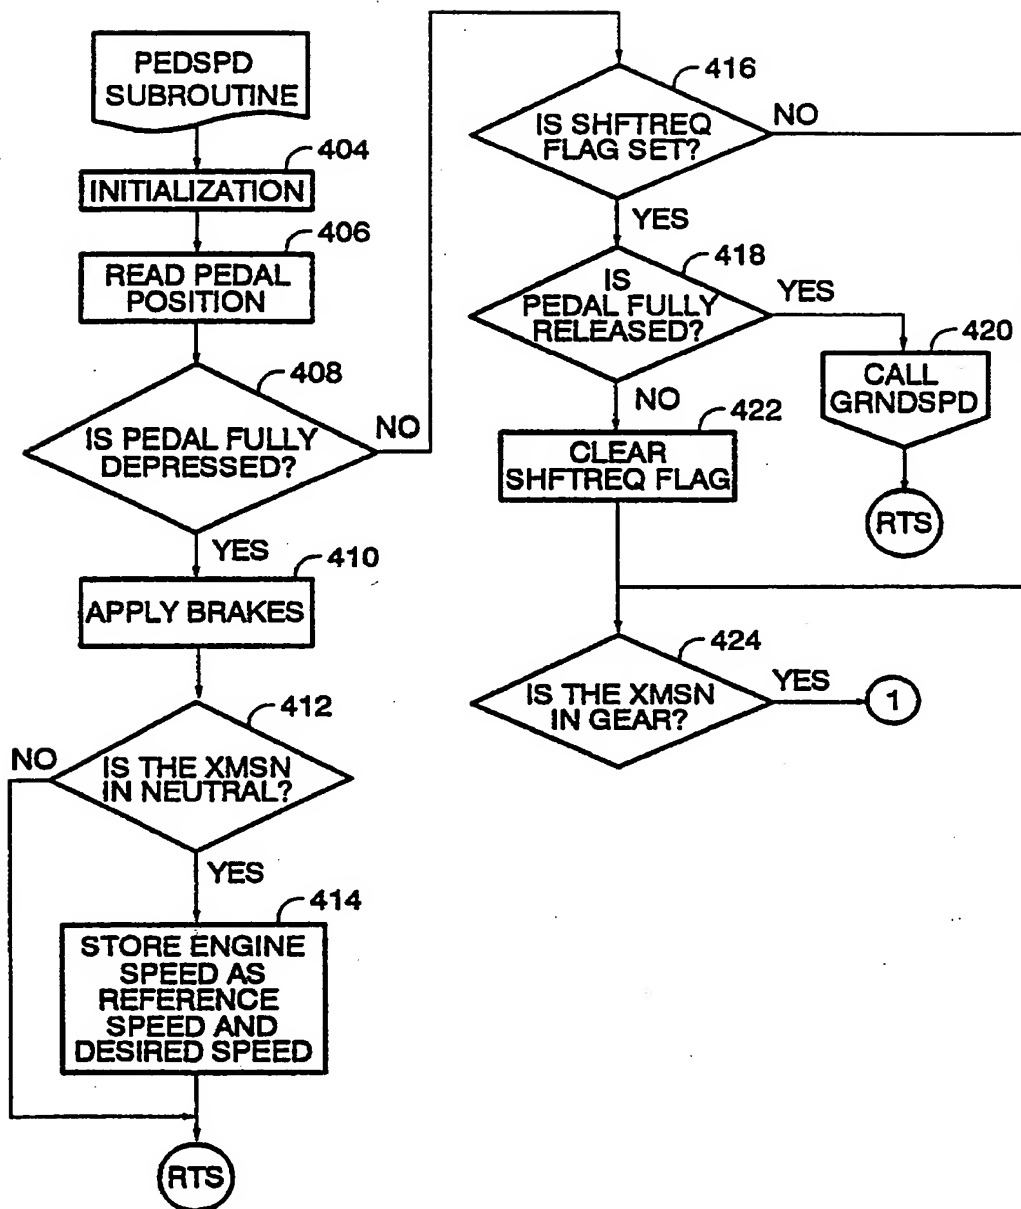 PEDSPD
SUBROUTINE
404
INITIALIZATION
406
READ PEDAL
POSITION
408
IS PEDAL FULLY
DEPRESSED?
NO
YES
410
APPLY BRAKES
412
NO
IS THE XMSN
IN NEUTRAL?
YES
414
STORE ENGINE
SPEED AS
REFERENCE
SPEED AND
DESIRED SPEED
RTS
416
IS SHFTREQ
FLAG SET?
NO
YES
418
IS
PEDAL FULLY
RELEASED?
YES
420
CALL
GRNDSPD
RTS
NO
422
CLEAR
SHFTREQ FLAG
424
IS THE XMSN
IN GEAR?
YES
1